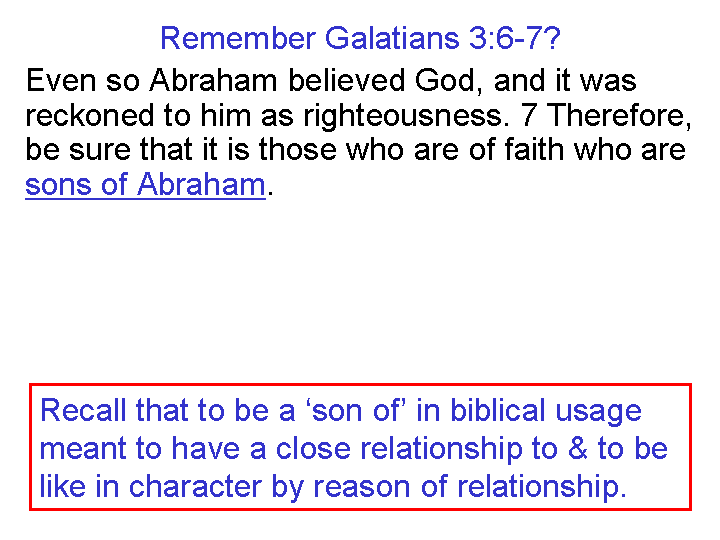 Remember Galatians 3:6-7?
Even so Abraham believed God, and it was
reckoned to him as righteousness. 7 Therefore,
be sure that it is those who are of faith who are
sons of Abraham.
Recall that to be a ‘son of’ in biblical usage
meant to have a close relationship to & to be
like in character by reason of relationship.